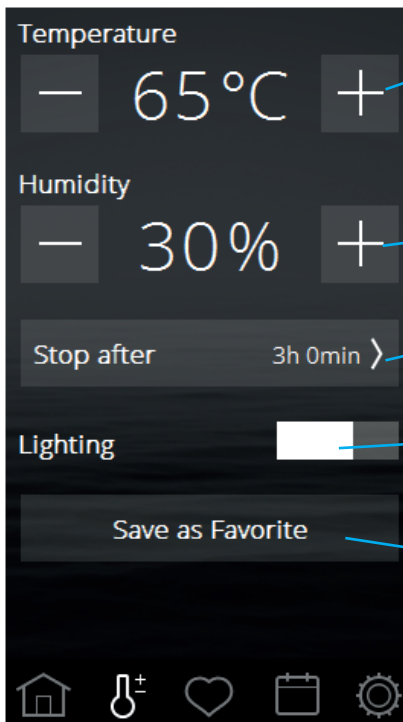 Temperature
− 65°C +
Humidity
− 30% +
Stop after 3h 0min 〉
Lighting
Save as Favorite